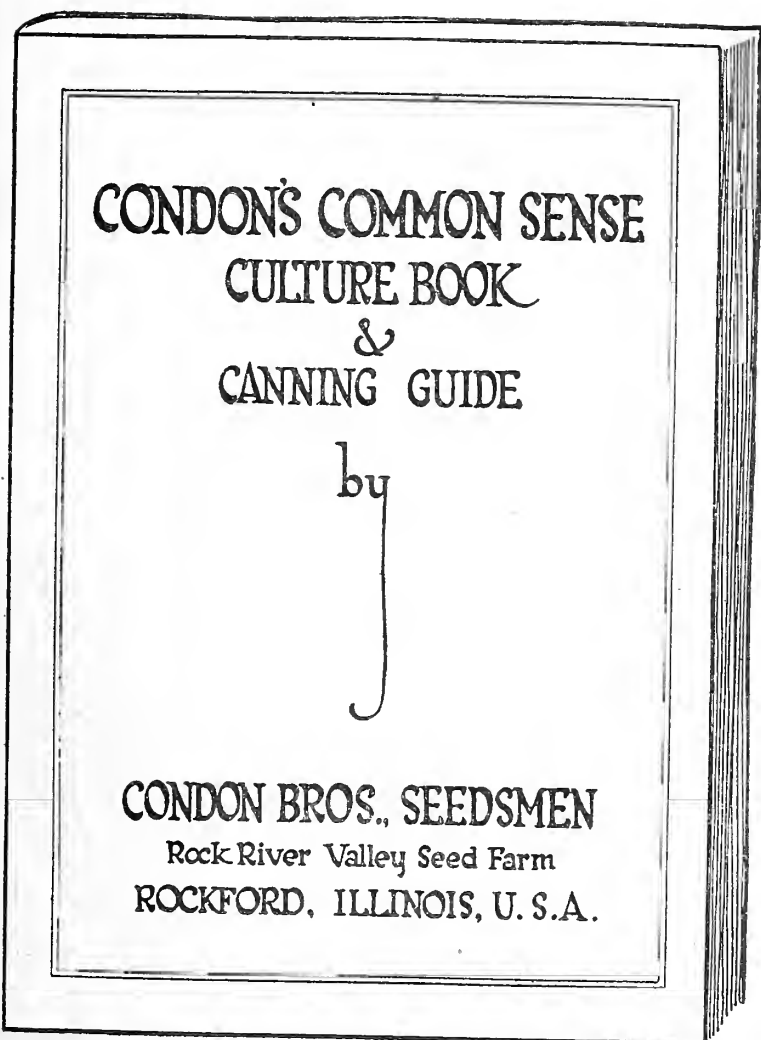 CONDON'S COMMON SENSE
CULTURE BOOK
&
CANNING GUIDE
by
CONDON BROS., SEEDSMEN
Rock River Valley Seed Farm
ROCKFORD, ILLINOIS, U.S.A.